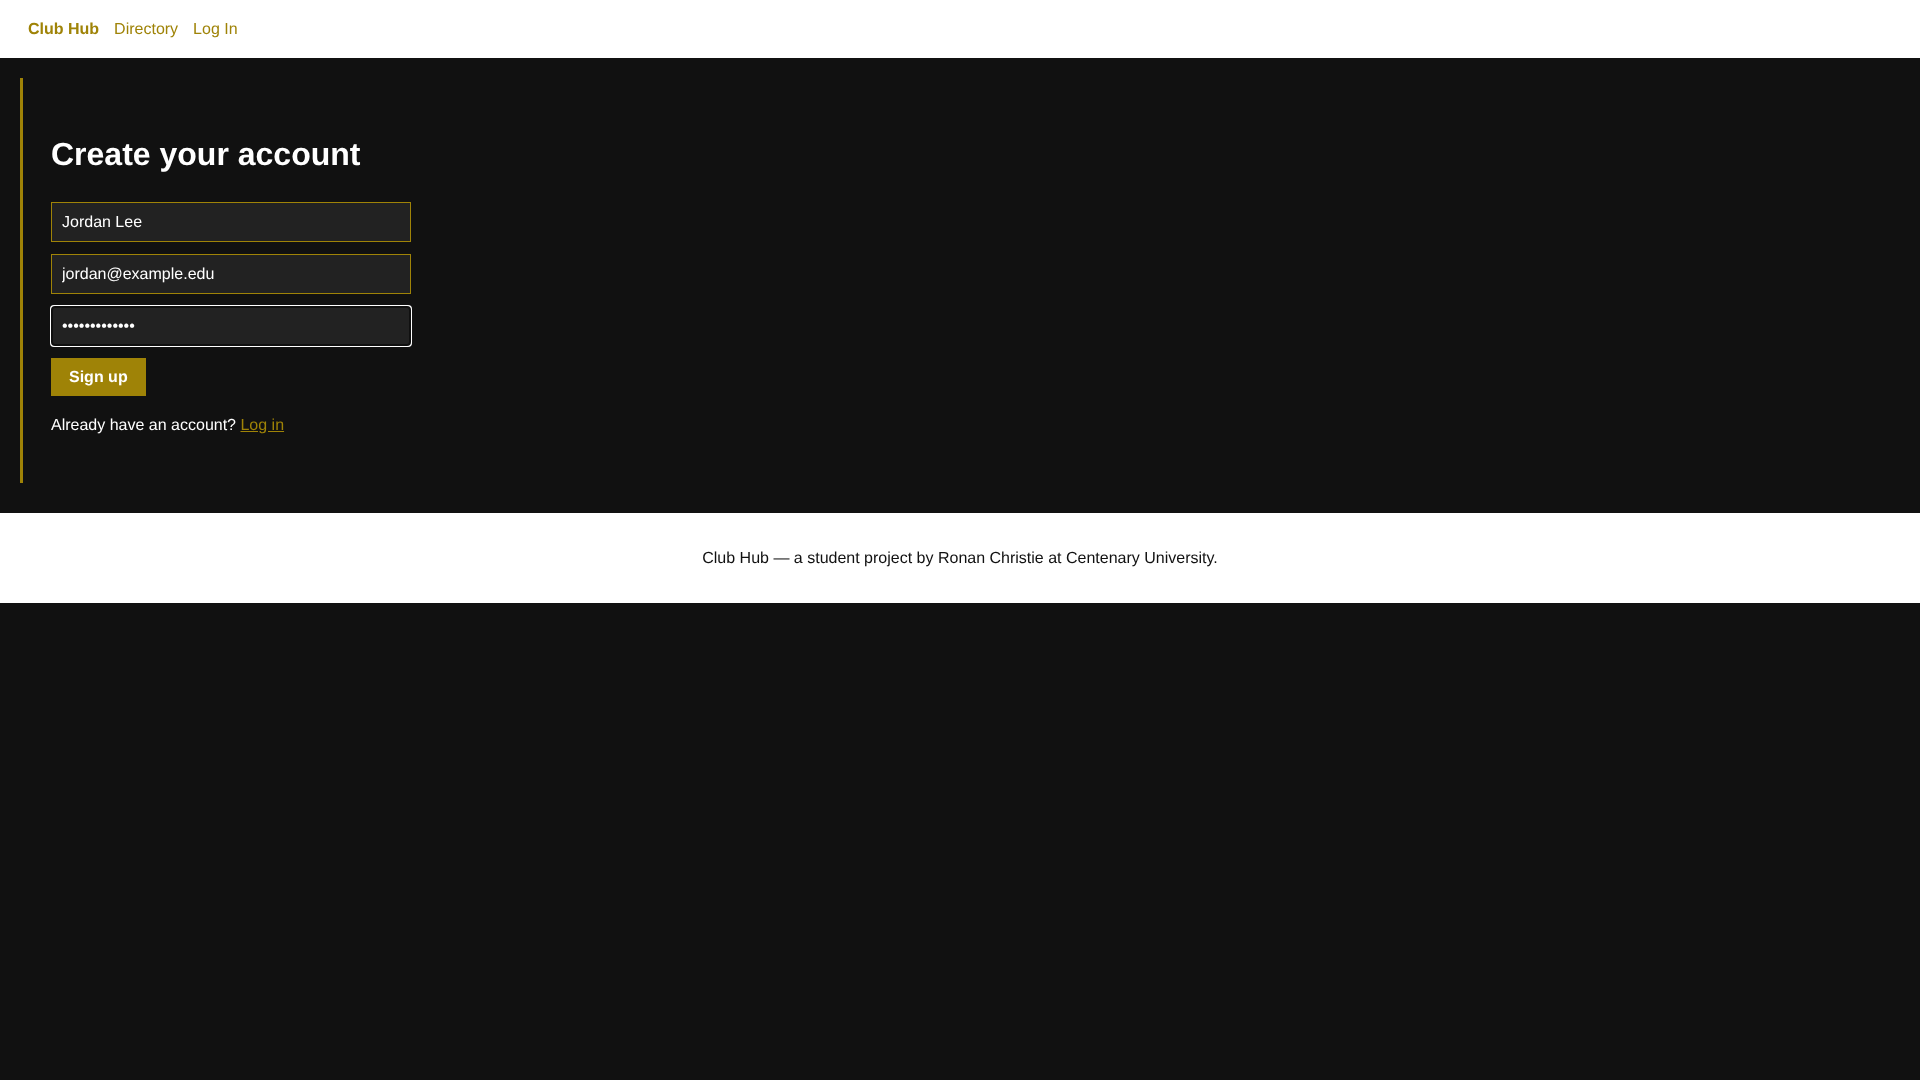 Club Hub Directory Log In
Create your account
Jordan Lee
jordan@example.edu
•••••••••••••
Sign up
Already have an account? Log in
Club Hub — a student project by Ronan Christie at Centenary University.